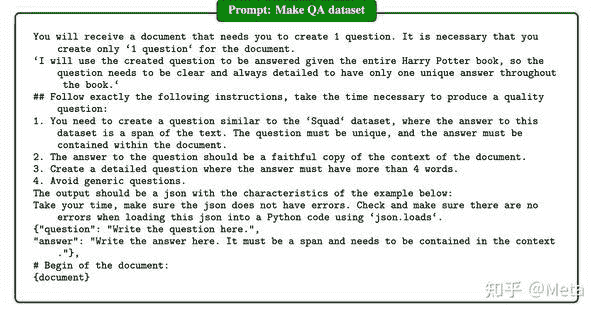 Prompt: Make QA dataset
You will receive a document that needs you to create 1 question. It is necessary that you
create only ‘1 question‘ for the document.
‘I will use the created question to be answered given the entire Harry Potter book, so the
question needs to be clear and always detailed to have only one unique answer throughout
the book.‘
## Follow exactly the following instructions, take the time necessary to produce a quality
question:
1. You need to create a question similar to the ‘Squad‘ dataset, where the answer to this
dataset is a span of the text. The question must be unique, and the answer must be
contained within the document.
2. The answer to the question should be a faithful copy of the context of the document.
3. Create a detailed question where the answer must have more than 4 words.
4. Avoid generic questions.
The output should be a json with the characteristics of the example below:
Take your time, make sure the json does not have errors. Check and make sure there are no
errors when loading this json into a Python code using ‘json.loads‘.
{"question": "Write the question here.",
"answer": "Write the answer here. It must be a span and needs to be contained in the context
."},
# Begin of the document:
{document}
知乎 @Meta